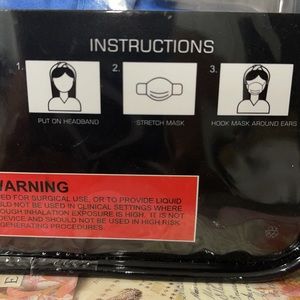 INSTRUCTIONS
1.
2.
3.
PUT ON HEADBAND
STRETCH MASK
HOOK MASK AROUND EARS
WARNING
ED FOR SURGICAL USE, OR TO PROVIDE LIQUID
ULD NOT BE USED IN CLINICAL SETTINGS WHERE
OUGH INHALATION EXPOSURE IS HIGH. IT IS NOT
DEVICE AND SHOULD NOT BE USED IN HIGH RISK
GENERATING PROCEDURES.